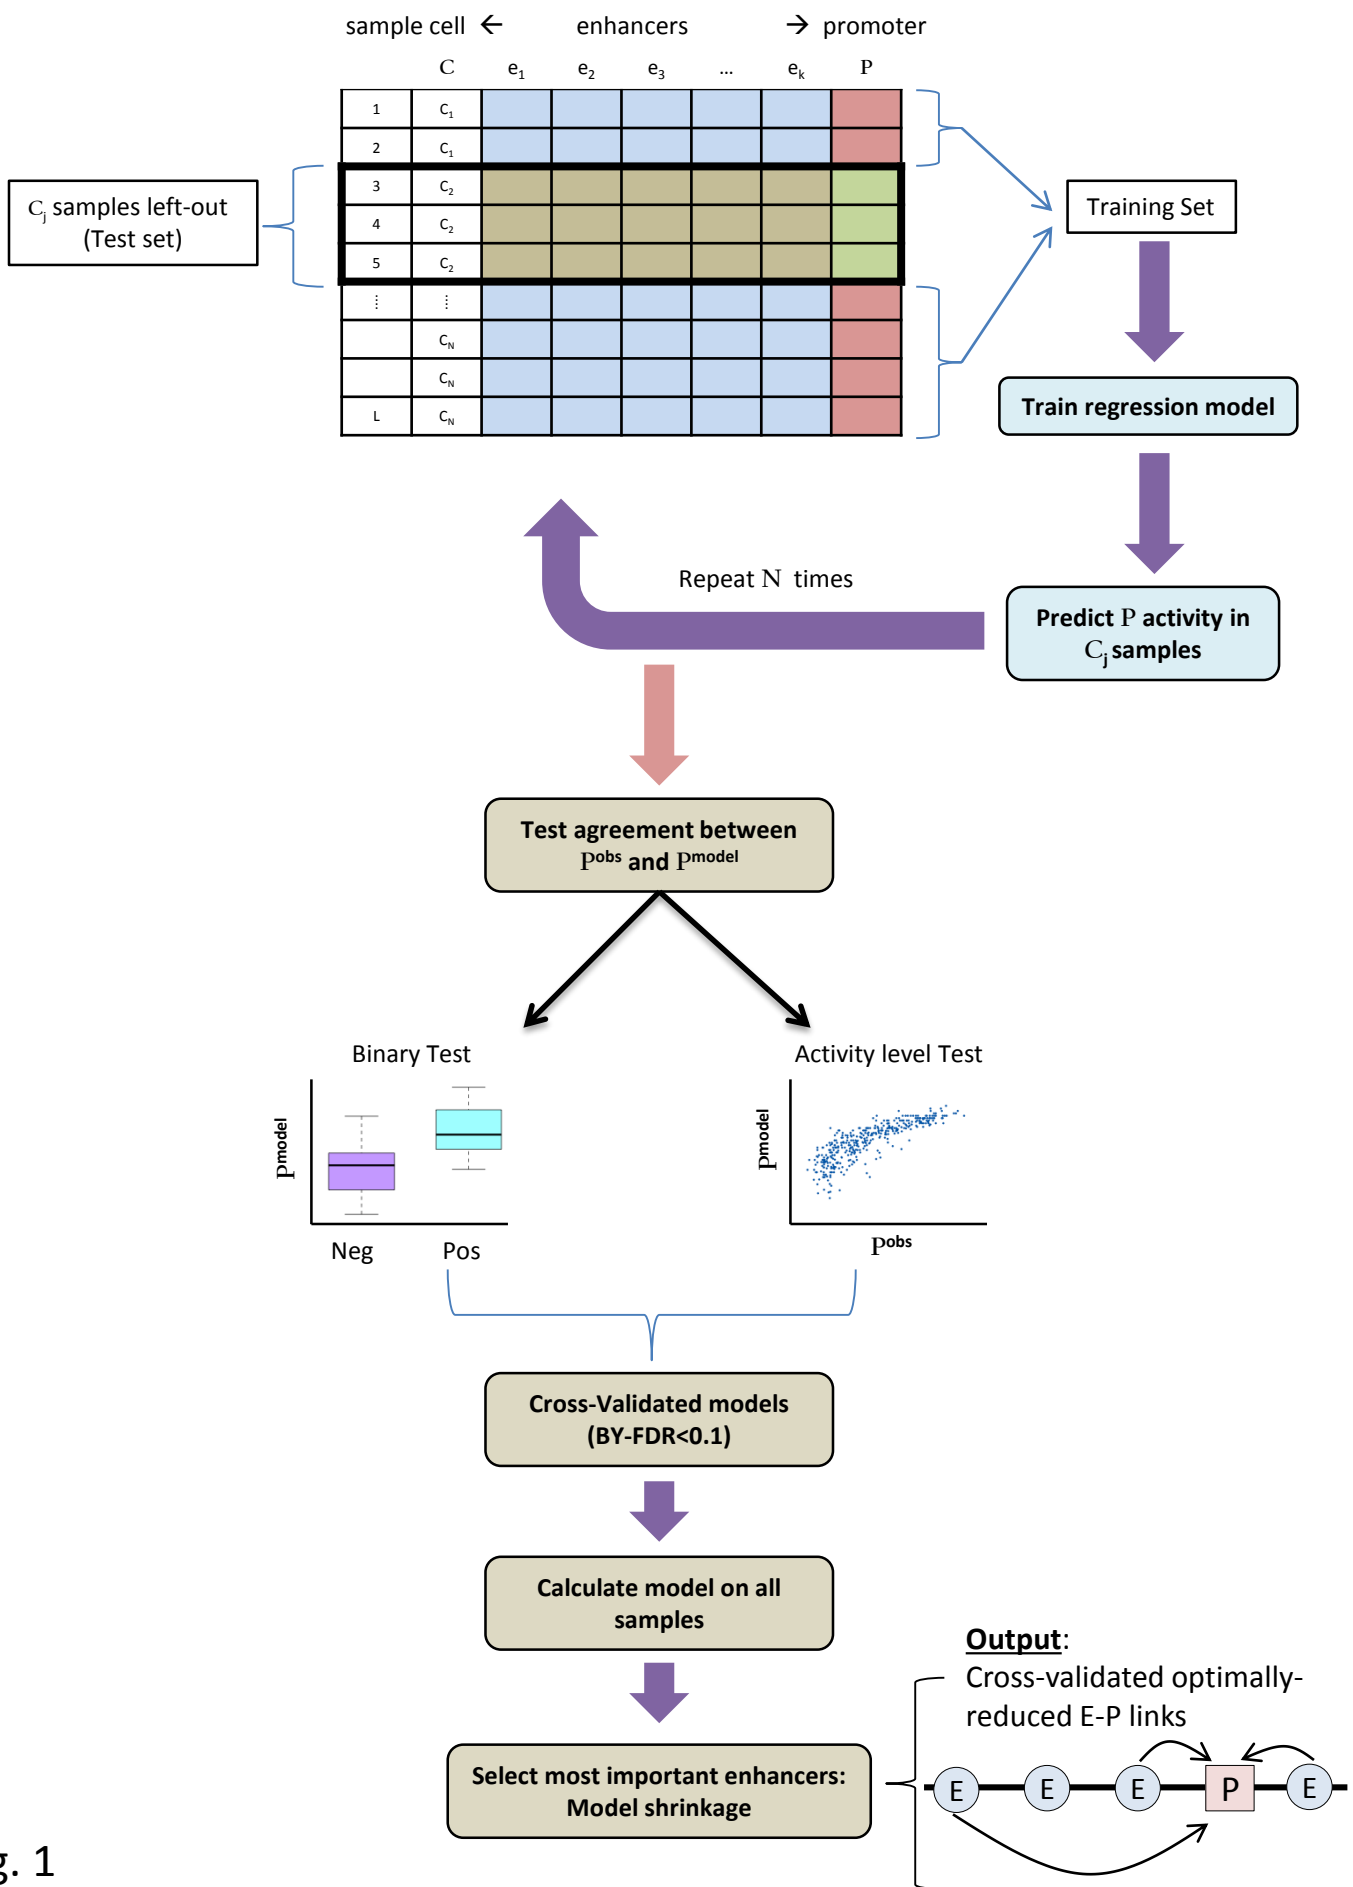 sample cell ← enhancers → promoter
C e1 e2 e3 ... ek P
1 C1
2 C1
3 C2
4 C2
5 C2
⋮ ⋮
CN
CN
L CN
Cj samples left-out
(Test set)
Training Set
Train regression model
Predict P activity in
Cj samples
Repeat N times
Test agreement between
Pobs and Pmodel
Binary Test
Pmodel
Neg Pos
Activity level Test
Pmodel
Pobs
Cross-Validated models
(BY-FDR<0.1)
Calculate model on all
samples
Select most important enhancers:
Model shrinkage
Output:
Cross-validated optimally-
reduced E-P links
E E E P E
g. 1